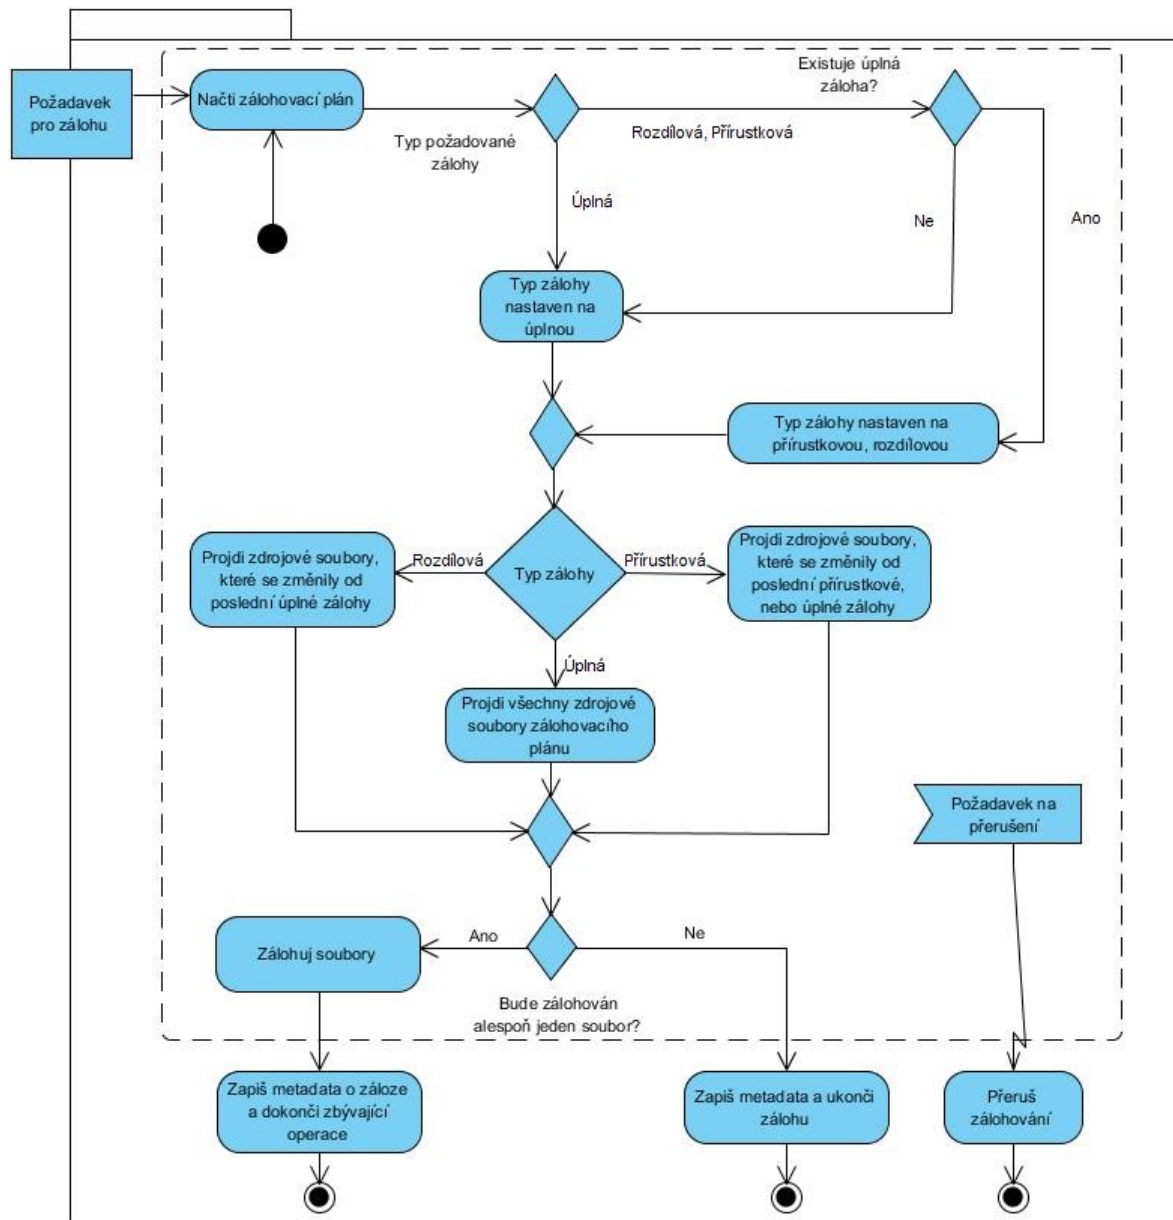 Požadavek
pro zálohu
Načti zálohovací plán
Typ požadované
zálohy
Existuje úplná
záloha?
Rozdílová, Přírustková
Úplná
Ne
Ano
Typ zálohy
nastaven na
úplnou
Typ zálohy nastaven na
přírustkovou, rozdílovou
Projdi zdrojové soubory,
které se změnily od
poslední úplné zálohy
Rozdílová
Typ zálohy
Přírustková
Projdi zdrojové soubory,
které se změnily od
poslední přírustkové,
nebo úplné zálohy
Úplná
Projdi všechny zdrojové
soubory zálohovacího
plánu
Požadavek na
přerušení
Zálohuj soubory
Ano
Ne
Bude zálohován
alespoň jeden soubor?
Zapiš metadata o záloze
a dokonči zbývající
operace
Zapiš metadata a ukonči
zálohu
Přeruš
zálohování